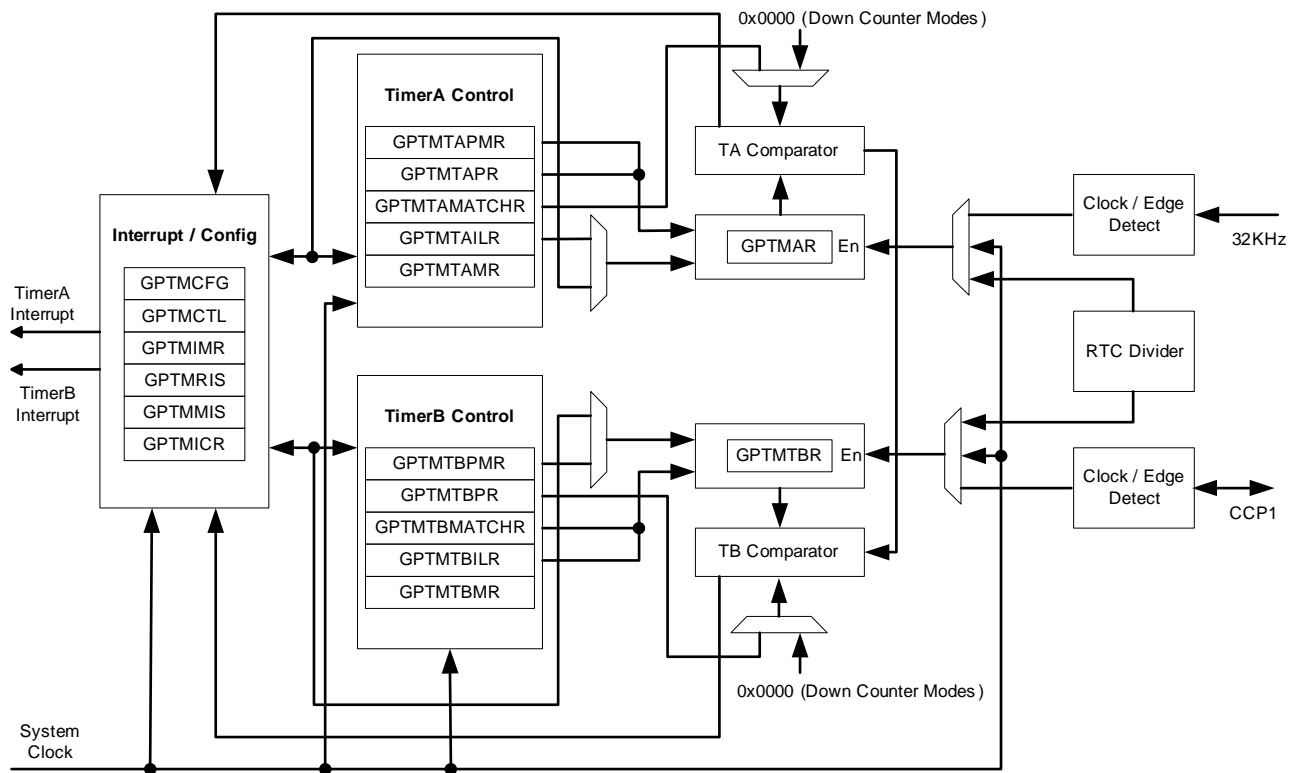 0x0000 (Down Counter Modes)
TimerA Control
GPTMTAPMR
GPTMTAPR
GPTMTAMATCHR
GPTMTAILR
GPTMTAMR
TA Comparator
GPTMAR
En
Clock / Edge
Detect
32KHz
Interrupt / Config
GPTMCFG
GPTMCTL
GPTMIMR
GPTMRIS
GPTMMIS
GPTMICR
TimerA
Interrupt
TimerB
Interrupt
RTC Divider
TimerB Control
GPTMTBPMR
GPTMTBPR
GPTMTBMATCHR
GPTMTBILR
GPTMTBMR
GPTMTBR
En
TB Comparator
Clock / Edge
Detect
CCP1
0x0000 (Down Counter Modes)
System
Clock